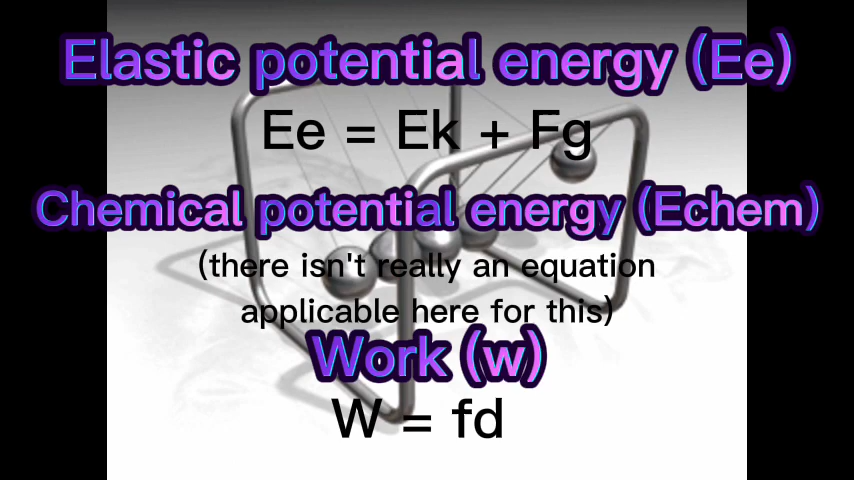 Elastic potential energy (Ee)
Ee = Ek + Fg
Chemical potential energy (Echem)
(there isn't really an equation
applicable here for this)
Work (w)
W = fd